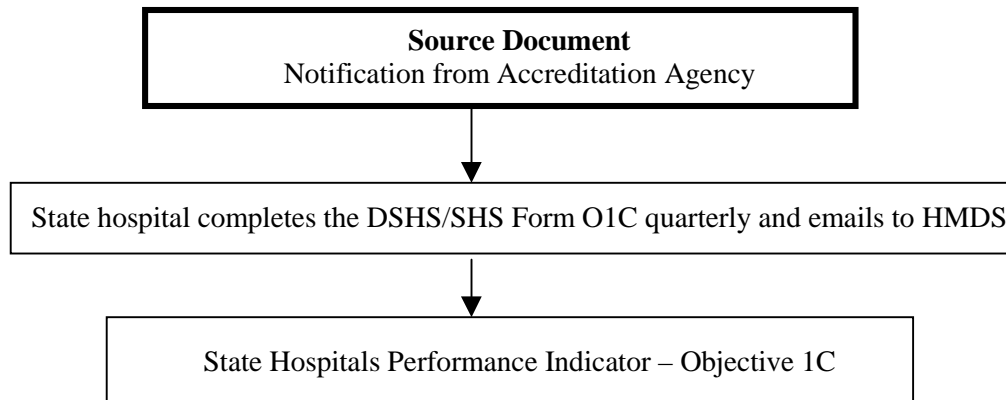 Source Document
Notification from Accreditation Agency
State hospital completes the DSHS/SHS Form O1C quarterly and emails to HMDS
State Hospitals Performance Indicator – Objective 1C